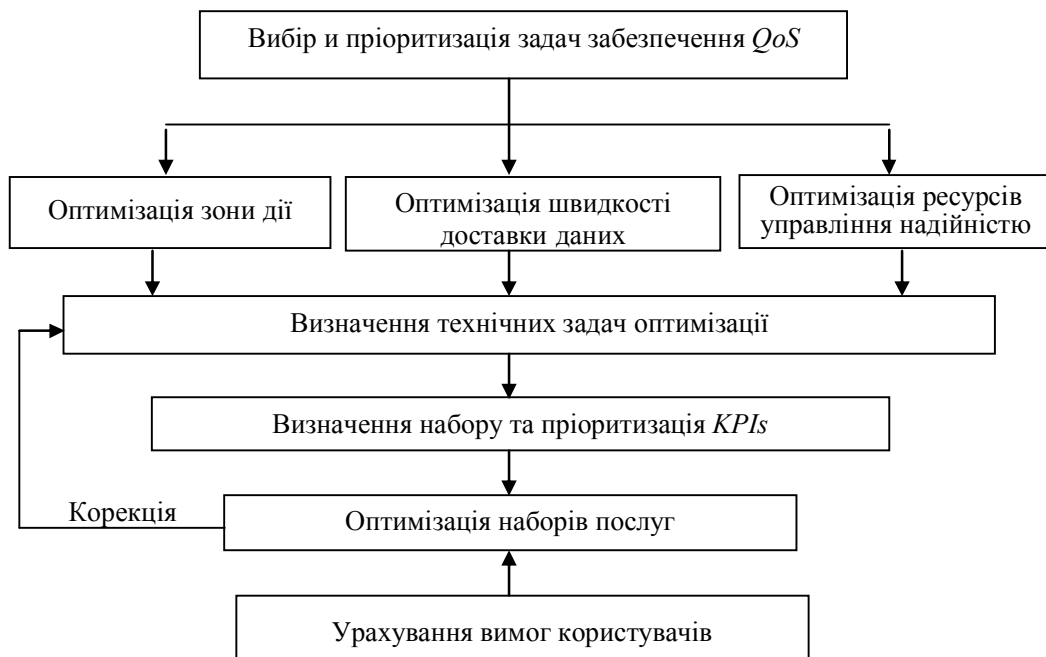 Вибір и пріоритизація задач забезпечення QoS
Оптимізація зони дії
Оптимізація швидкості
доставки даних
Оптимізація ресурсів
управління надійністю
Визначення технічних задач оптимізації
Визначення набору та пріоритизація KPIs
Корекція
Оптимізація наборів послуг
Урахування вимог користувачів